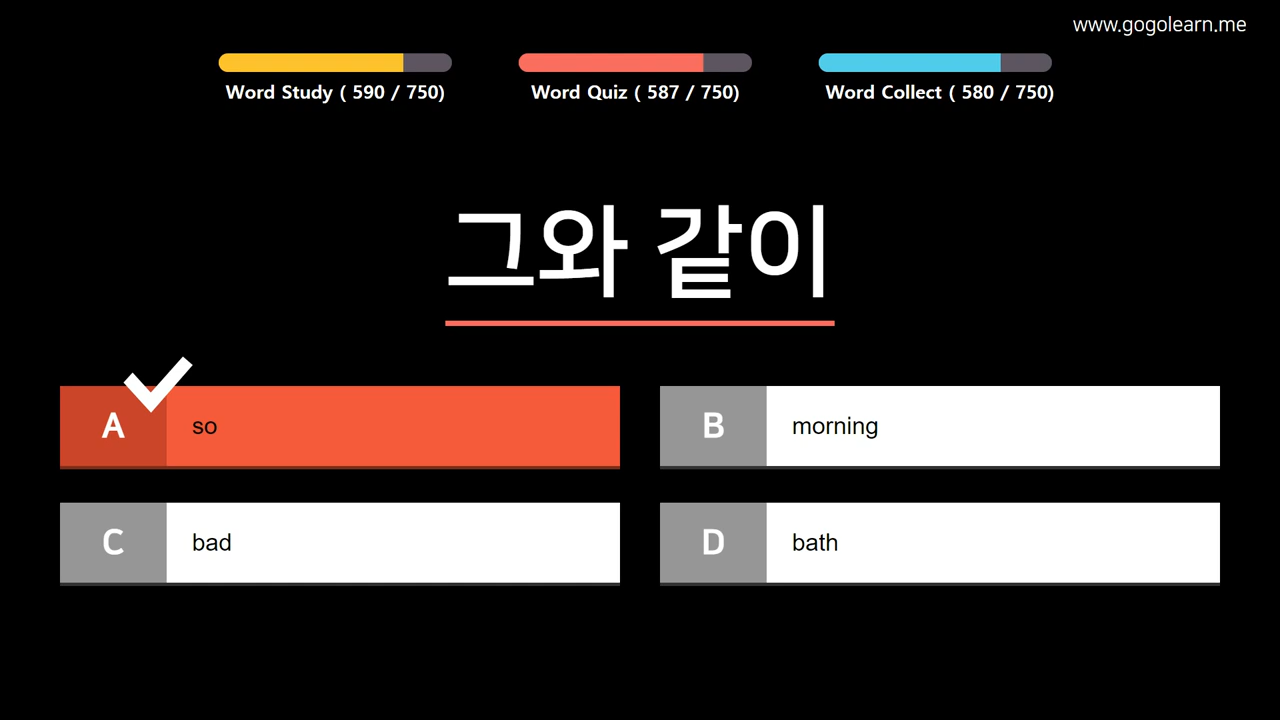 www.gogolearn.me
Word Study ( 590 / 750)
Word Quiz ( 587 / 750)
Word Collect ( 580 / 750)
그와 같이
A so
B morning
C bad
D bath